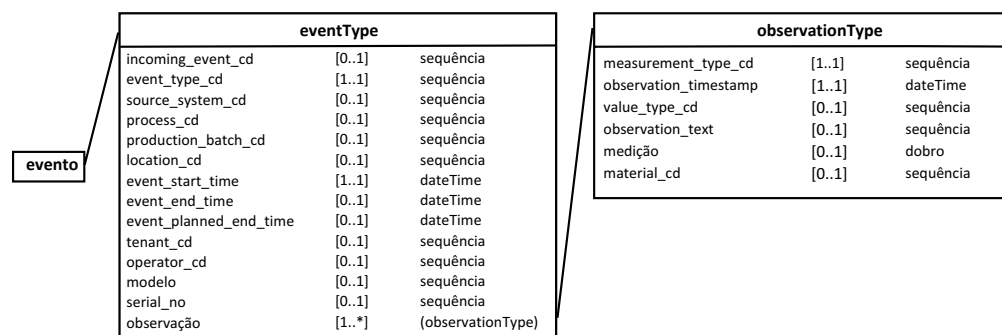 eventType
incoming_event_cd [0..1] sequência
event_type_cd [1..1] sequência
source_system_cd [0..1] sequência
process_cd [0..1] sequência
production_batch_cd [0..1] sequência
location_cd [0..1] sequência
event_start_time [1..1] dateTime
event_end_time [0..1] dateTime
event_planned_end_time [0..1] dateTime
tenant_cd [0..1] sequência
operator_cd [0..1] sequência
modelo [0..1] sequência
serial_no [0..1] sequência
observação [1..*] (observationType)
evento
observationType
measurement_type_cd [1..1] sequência
observation_timestamp [1..1] dateTime
value_type_cd [0..1] sequência
observation_text [0..1] sequência
medição [0..1] dobro
material_cd [0..1] sequência